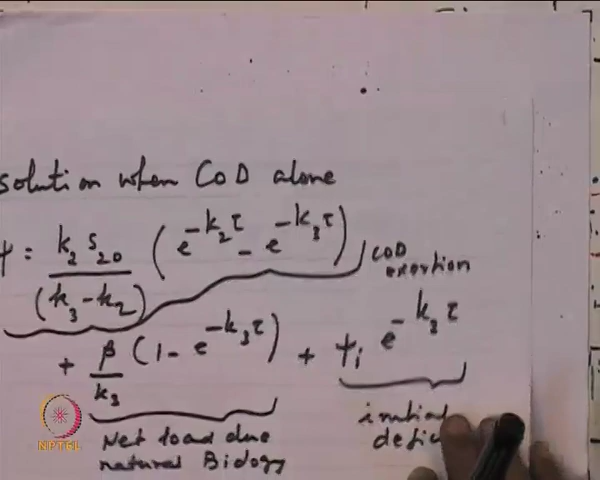 solution when COD alone
ψ = k₂ S₂₀ / (k₃ - k₂) (e^{-k₂τ} - e^{-k₃τ})
COD
exertion
+ β/k₃ (1 - e^{-k₃τ}) + ψᵢ e^{-k₃τ}
Net load due
natural Biology
initial
NPTEL